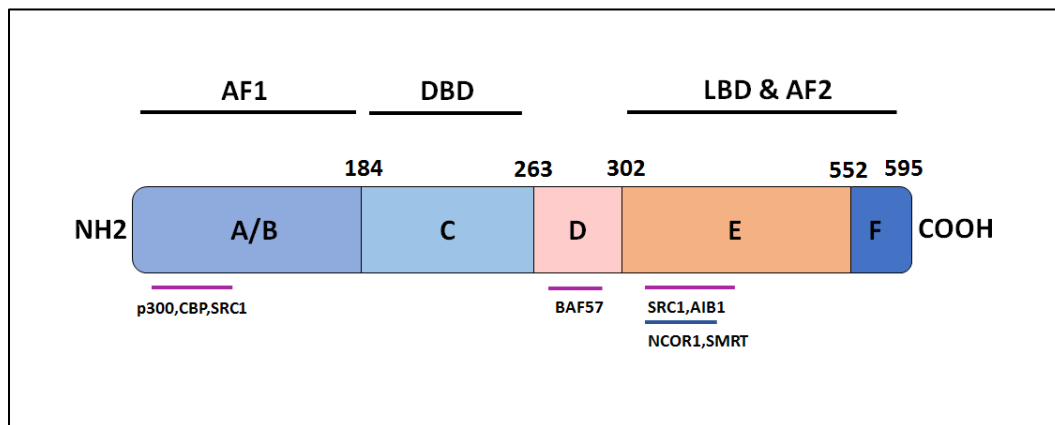 AF1 DBD LBD & AF2
184 263 302 552 595
NH2 A/B C D E F COOH
p300,CBP,SRC1 BAF57 SRC1,AIB1
NCOR1,SMRT